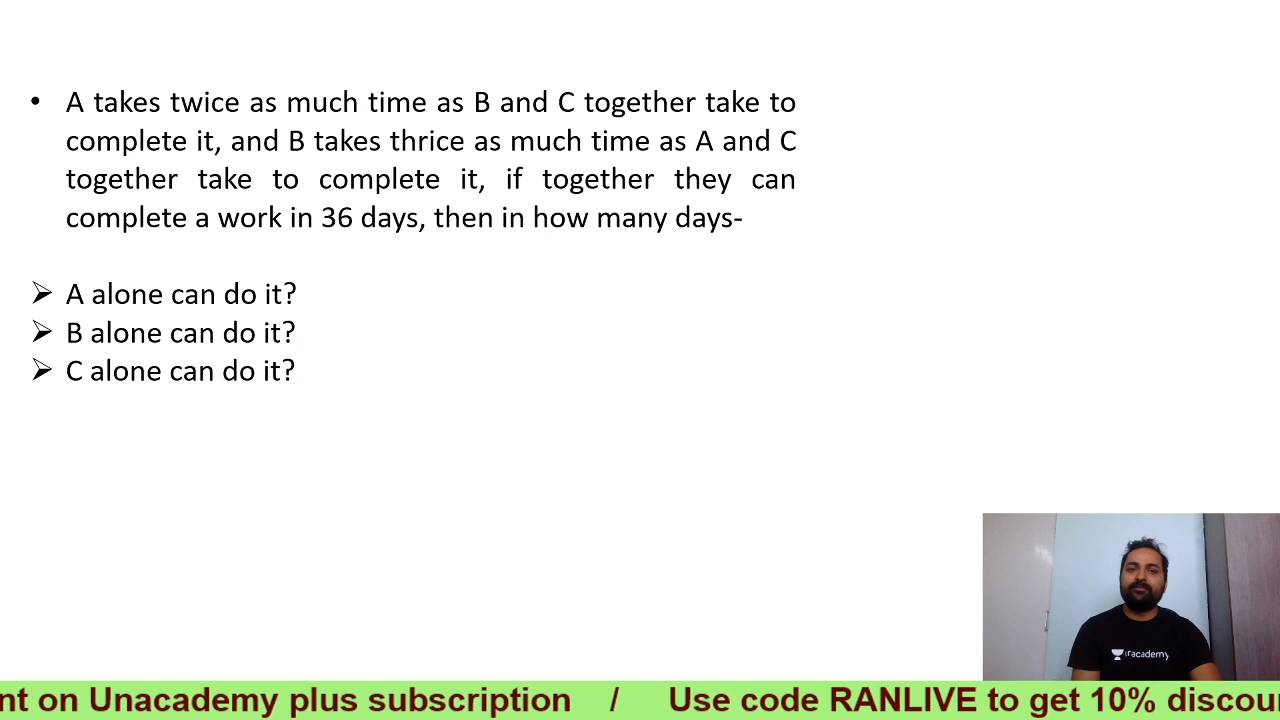 • A takes twice as much time as B and C together take to
complete it, and B takes thrice as much time as A and C
together take to complete it, if together they can
complete a work in 36 days, then in how many days-
➢ A alone can do it?
➢ B alone can do it?
➢ C alone can do it?
unacademy
nt on Unacademy plus subscription / Use code RANLIVE to get 10% discou